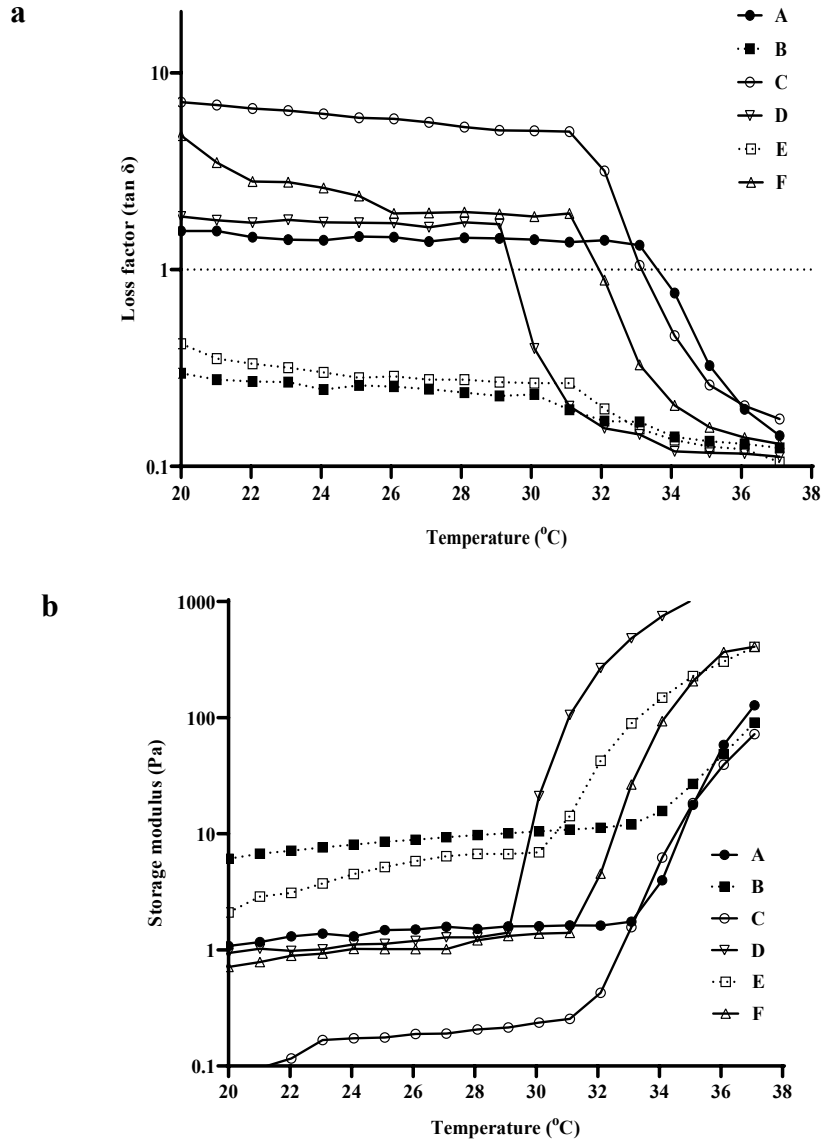 a
A
B
C
D
E
F
10
1
0.1
Loss factor (tan δ)
20 22 24 26 28 30 32 34 36 38
Temperature (°C)
b
1000
100
10
1
0.1
Storage modulus (Pa)
A
B
C
D
E
F
20 22 24 26 28 30 32 34 36 38
Temperature (°C)